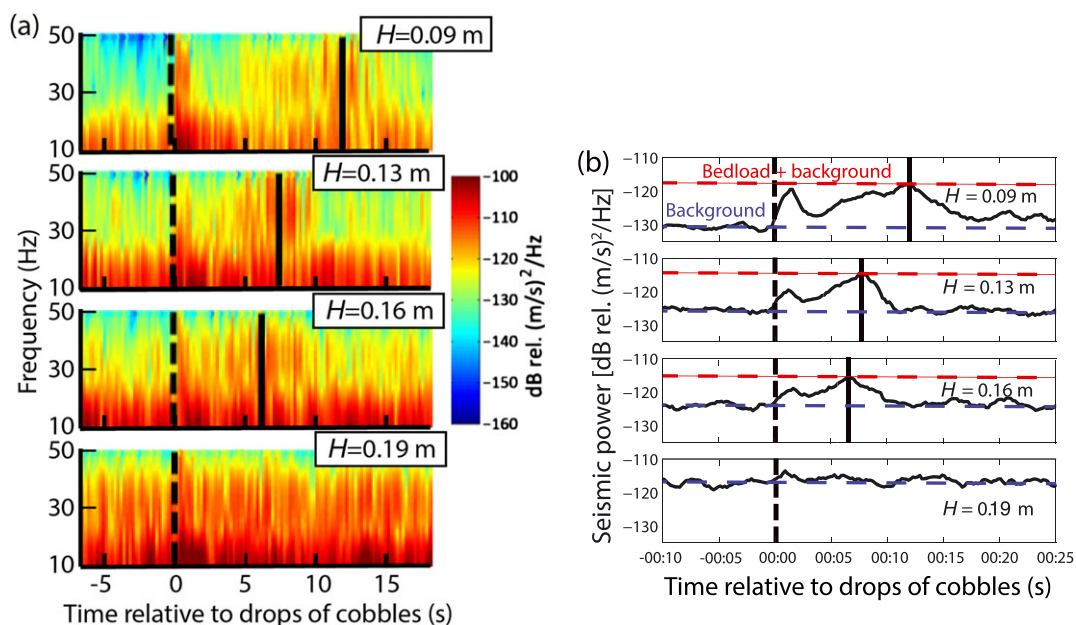 (a)
H=0.09 m
50
30
10
H=0.13 m
50
30
10
H=0.16 m
50
30
10
H=0.19 m
50
30
10
-5 0 5 10 15
Frequency (Hz)
Time relative to drops of cobbles (s)
−100
−110
−120
−130
−140
−150
−160
dB rel. (m/s)²/Hz
(b)
−110
−120
−130
Bedload + background
Background
H = 0.09 m
−110
−120
−130
H = 0.13 m
−110
−120
−130
H = 0.16 m
−110
−120
−130
H = 0.19 m
-00:10 -00:05 00:00 00:05 00:10 00:15 00:20 00:25
Seismic power [dB rel. (m/s)²/Hz]
Time relative to drops of cobbles (s)